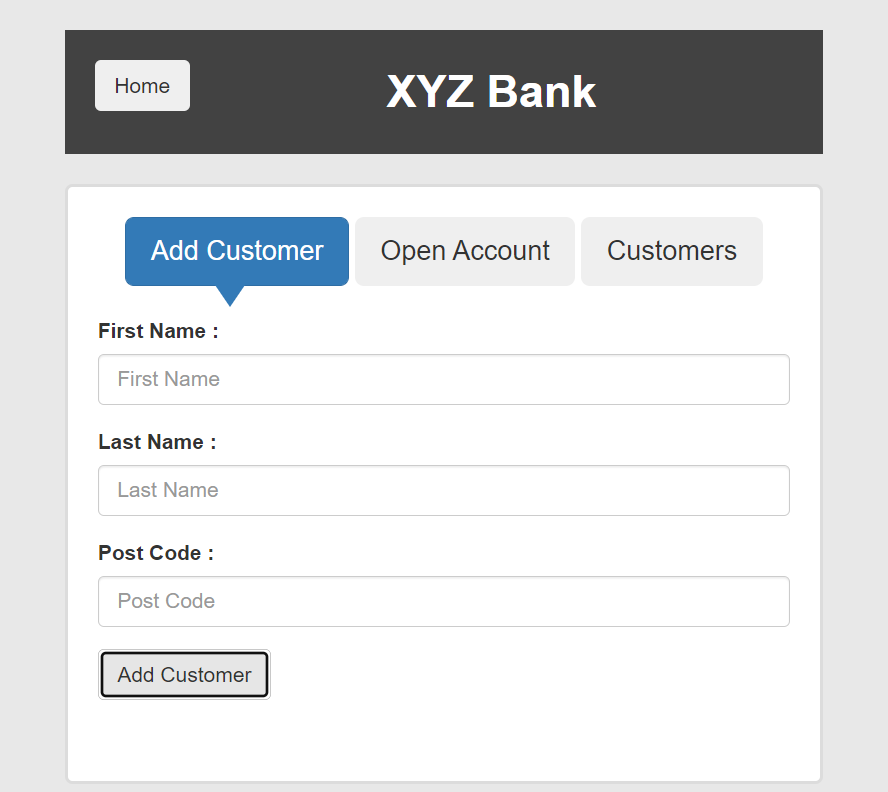 Home
XYZ Bank
Add Customer
Open Account
Customers
First Name :
First Name
Last Name :
Last Name
Post Code :
Post Code
Add Customer